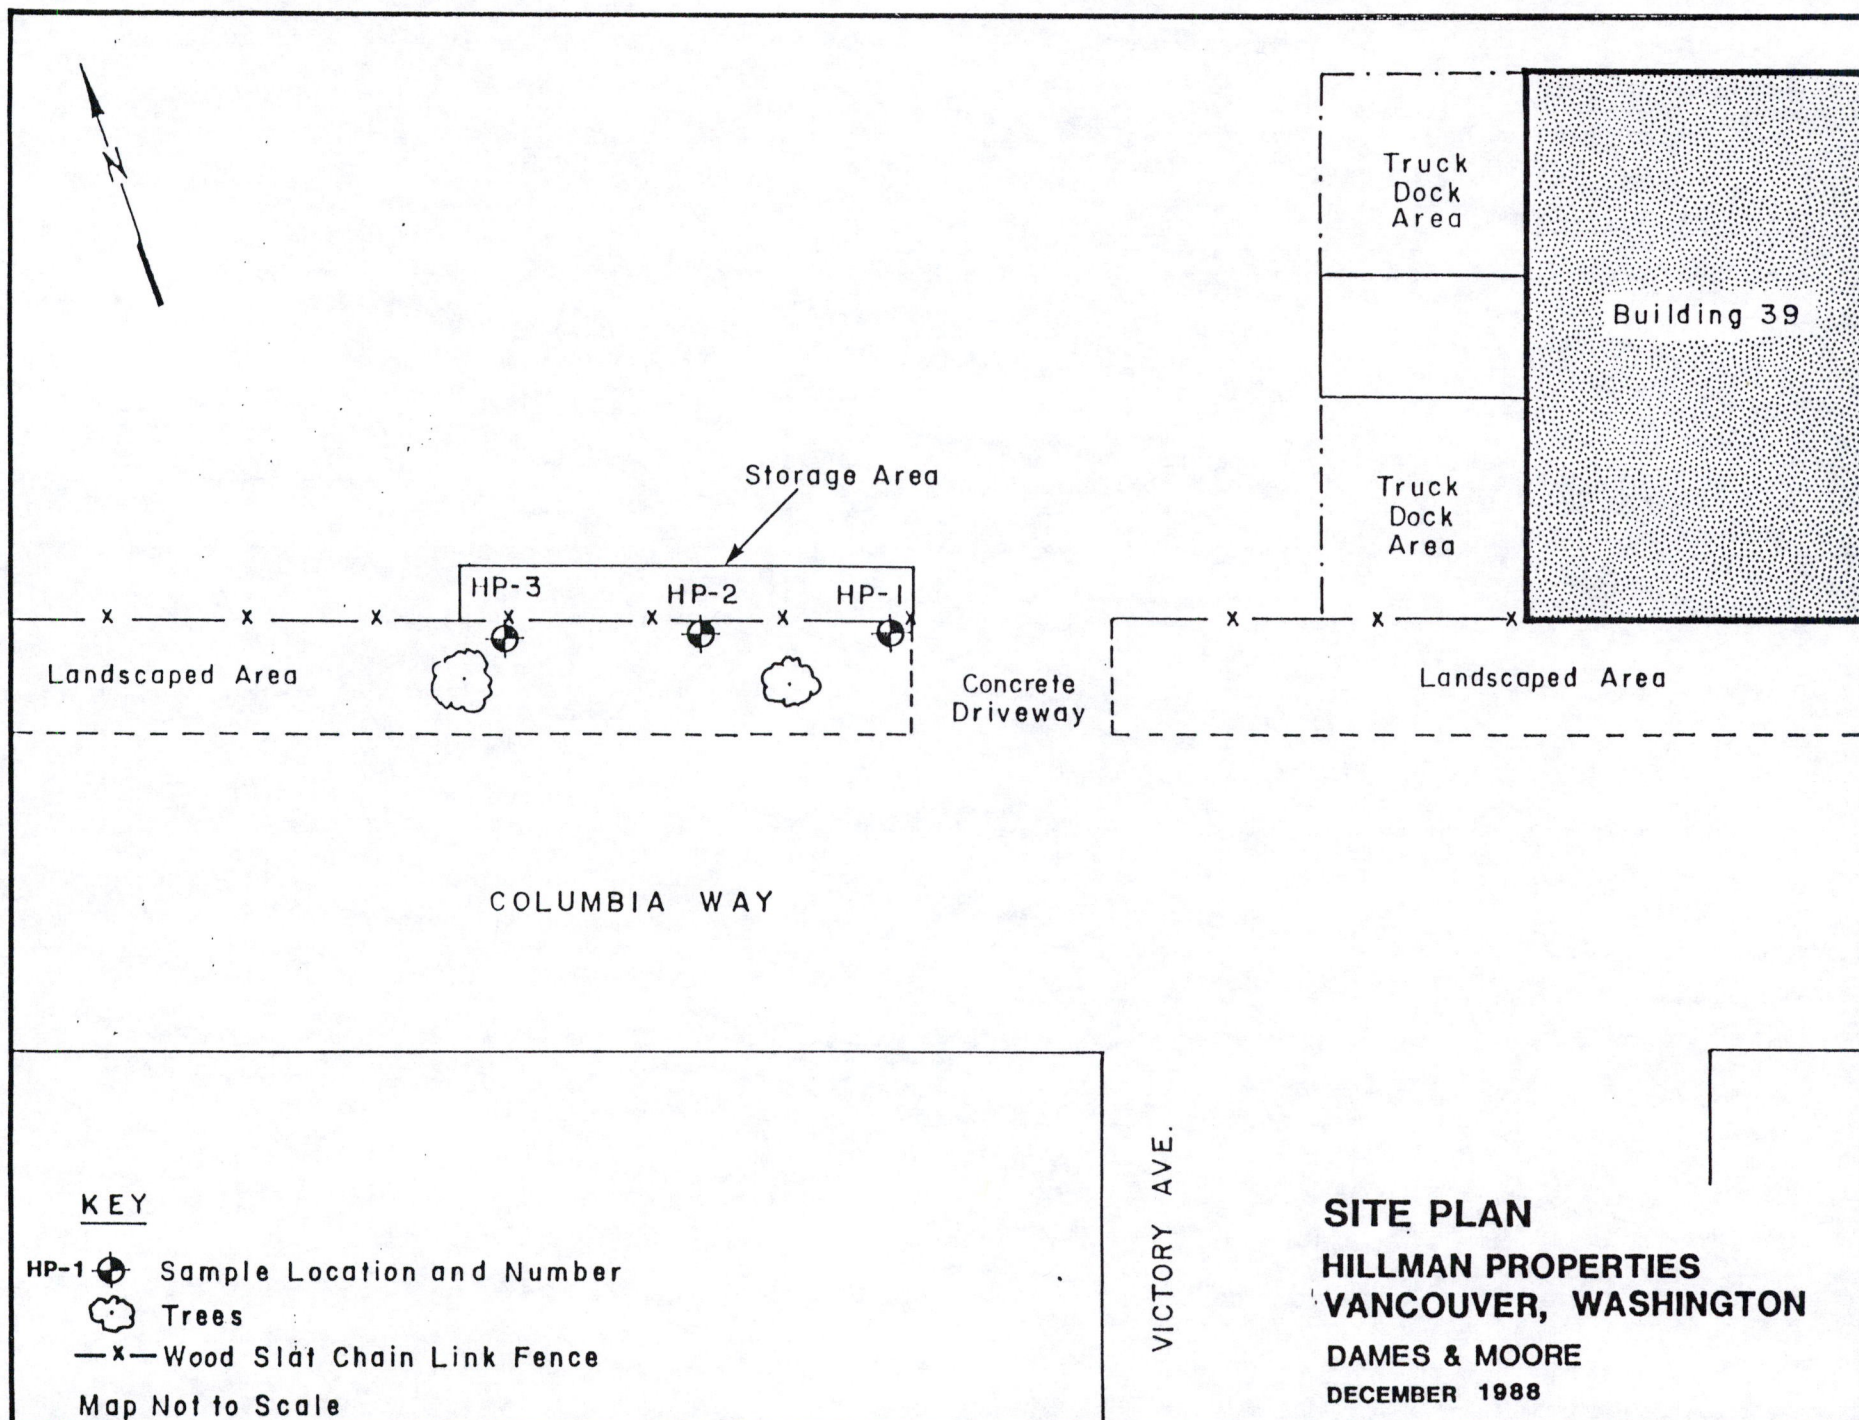 N
Truck
Dock
Area
Building 39
Storage Area
Truck
Dock
Area
HP-3
HP-2
HP-1
Landscaped Area
Concrete
Driveway
Landscaped Area
COLUMBIA WAY
VICTORY AVE.
KEY
HP-1 Sample Location and Number
Trees
x Wood Slat Chain Link Fence
Map Not to Scale
SITE PLAN
HILLMAN PROPERTIES
VANCOUVER, WASHINGTON
DAMES & MOORE
DECEMBER 1988